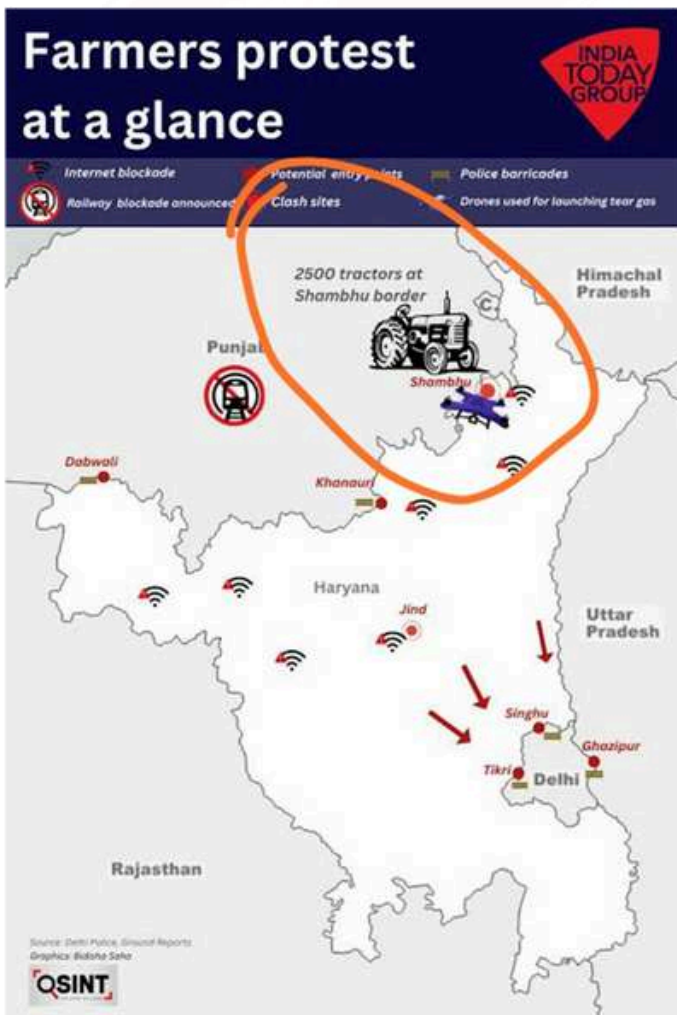 Farmers protest
at a glance
INDIA
TODAY
GROUP
Internet blockade
Potential entry points
Police barricades
Railway blockade announced
Clash sites
Drones used for launching tear gas
2500 tractors at
Shambhu border
Himachal
Pradesh
C.
Punjab
Shambhu
Dabwali
Khanauri
Haryana
Jind
Uttar
Pradesh
Singhu
Ghazipur
Tikri
Delhi
Rajasthan
Source: Delhi Police, Ground Reports
Graphics: Bidisha Saha
OSINT